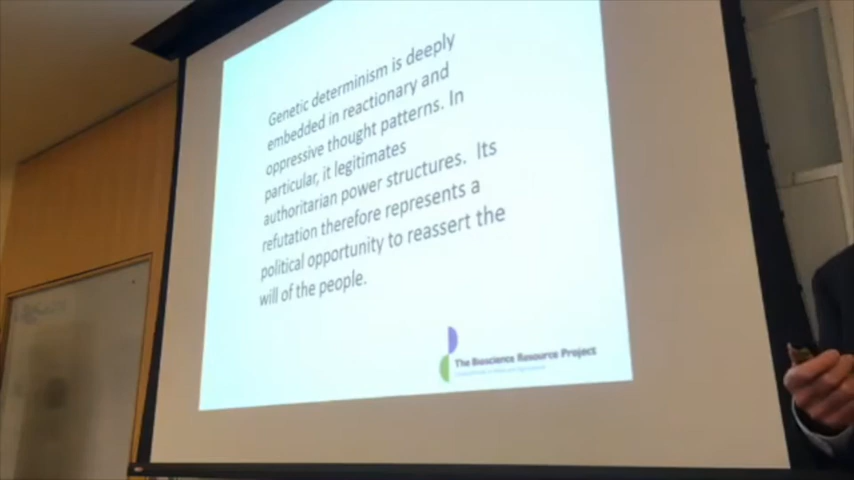 Genetic determinism is deeply
embedded in reactionary and
oppressive thought patterns. In
particular, it legitimates
authoritarian power structures. Its
refutation therefore represents a
political opportunity to reassert the
will of the people.
The Bioscience Resource Project